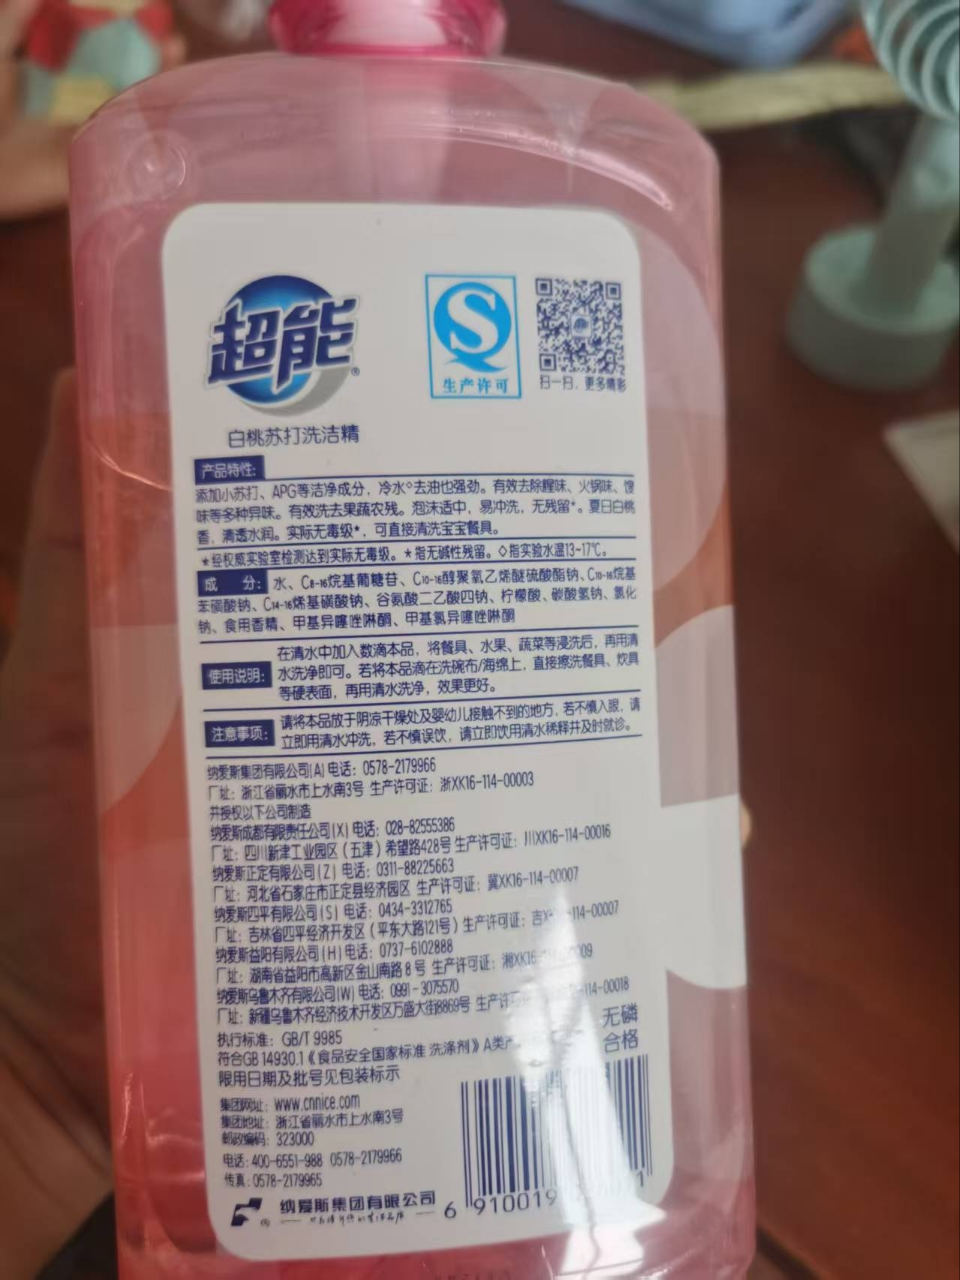 超能®
生产许可
扫一扫，更多精彩
白桃苏打洗洁精
产品特性：
添加小苏打、APG等洁净成分，冷水◇去油也强劲。有效去除腥味、火锅味、馊
味等多种异味。有效洗去果蔬农残。泡沫适中，易冲洗，无残留*。夏日白桃
香，清透水润。实际无毒级★，可直接清洗宝宝餐具。
★经权威实验室检测达到实际无毒级。*指无碱性残留。◇指实验水温13~17℃。
成 分：
水、C8-16烷基葡糖苷、C10-16醇聚氧乙烯醚硫酸酯钠、C10-16烷基
苯磺酸钠、C14-16烯基磺酸钠、谷氨酸二乙酸四钠、柠檬酸、碳酸氢钠、氯化
钠、食用香精、甲基异噻唑啉酮、甲基氯异噻唑啉酮
使用说明：
在清水中加入数滴本品，将餐具、水果、蔬菜等浸洗后，再用清
水洗净即可。若将本品滴在洗碗布/海绵上，直接擦洗餐具、炊具
等硬表面，再用清水洗净，效果更好。
注意事项：
请将本品放于阴凉干燥处及婴幼儿接触不到的地方，若不慎入眼，请
立即用清水冲洗，若不慎误饮，请立即饮用清水稀释并及时就诊。
纳爱斯集团有限公司(A) 电话：0578-2179966
厂址：浙江省丽水市上水南3号 生产许可证：浙XK16-114-00003
并授权以下公司制造
纳爱斯成都有限责任公司(X) 电话：028-82555386
厂址：四川新津工业园区（五津）希望路428号 生产许可证：川XK16-114-00016
纳爱斯正定有限公司(Z) 电话：0311-88225663
厂址：河北省石家庄市正定县经济园区 生产许可证：冀XK16-114-00007
纳爱斯四平有限公司(S) 电话：0434-3312765
厂址：吉林省四平经济开发区（平东大路121号）生产许可证：吉X -114-00007
纳爱斯益阳有限公司(H) 电话：0737-6102888
厂址：湖南省益阳市高新区金山南路8号 生产许可证：湘XK16- 09
纳爱斯乌鲁木齐有限公司(W) 电话：0991-3075570
厂址：新疆乌鲁木齐经济技术开发区万盛大街8869号 生产许 -114-00018
执行标准：GB/T 9985
符合GB 14930.1《食品安全国家标准 洗涤剂》A类产
限用日期及批号见包装标示
无磷
合格
集团网址：www.cnnice.com
集团地址：浙江省丽水市上水南3号
邮政编码：323000
电话：400-6551-988 0578-2179966
传真：0578-2179965
纳爱斯集团有限公司
6 910019